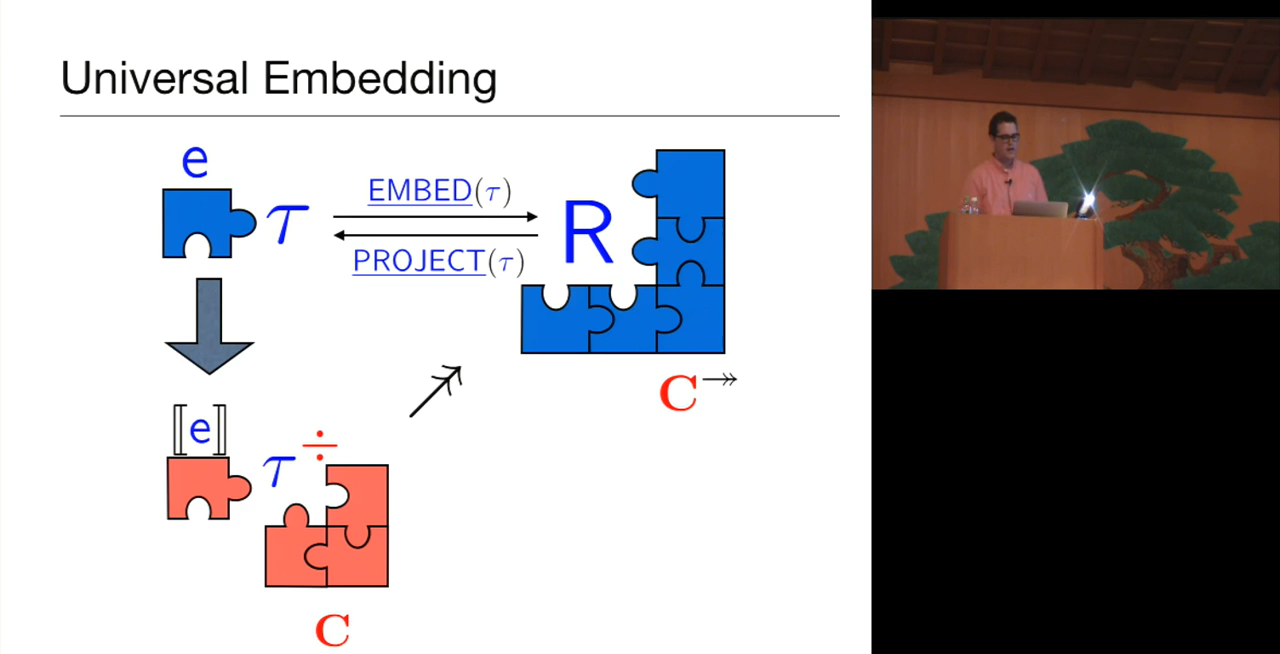 Universal Embedding
e
τ
EMBED(τ)
PROJECT(τ)
R
C→→
⟦e⟧
τ÷
C